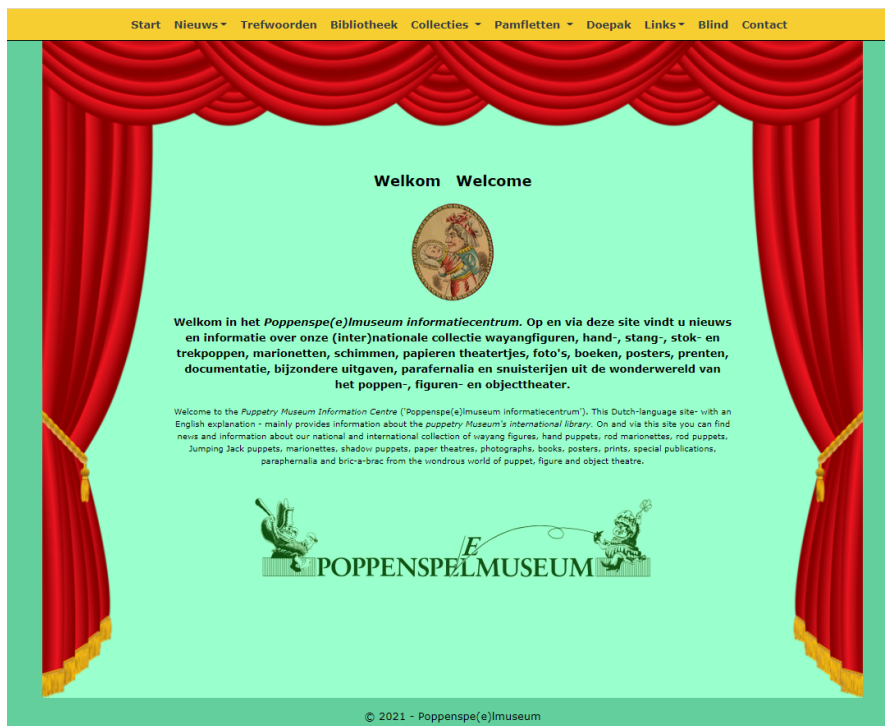 Start Nieuws Trefwoorden Bibliotheek Collecties Pamfletten Doepak Links Blind Contact
Welkom Welcome
Welkom in het Poppenspe(e)lmuseum informatiecentrum. Op en via deze site vindt u nieuws
en informatie over onze (inter)nationale collectie wayangfiguren, hand-, stang-, stok- en
trekpoppen, marionetten, schimmen, papieren theatertjes, foto's, boeken, posters, prenten,
documentatie, bijzondere uitgaven, parafernalia en snuisterijen uit de wonderwereld van
het poppen-, figuren- en objecttheater.
Welcome to the Puppetry Museum Information Centre ('Poppenspe(e)lmuseum informatiecentrum'). This Dutch-language site- with an
English explanation - mainly provides information about the puppetry Museum's international library. On and via this site you can find
news and information about our national and international collection of wayang figures, hand puppets, rod marionettes, rod puppets,
Jumping Jack puppets, marionettes, shadow puppets, paper theatres, photographs, books, posters, prints, special publications,
paraphernalia and bric-a-brac from the wondrous world of puppet, figure and object theatre.
E
POPPENSPELMUSEUM
© 2021 - Poppenspe(e)lmuseum